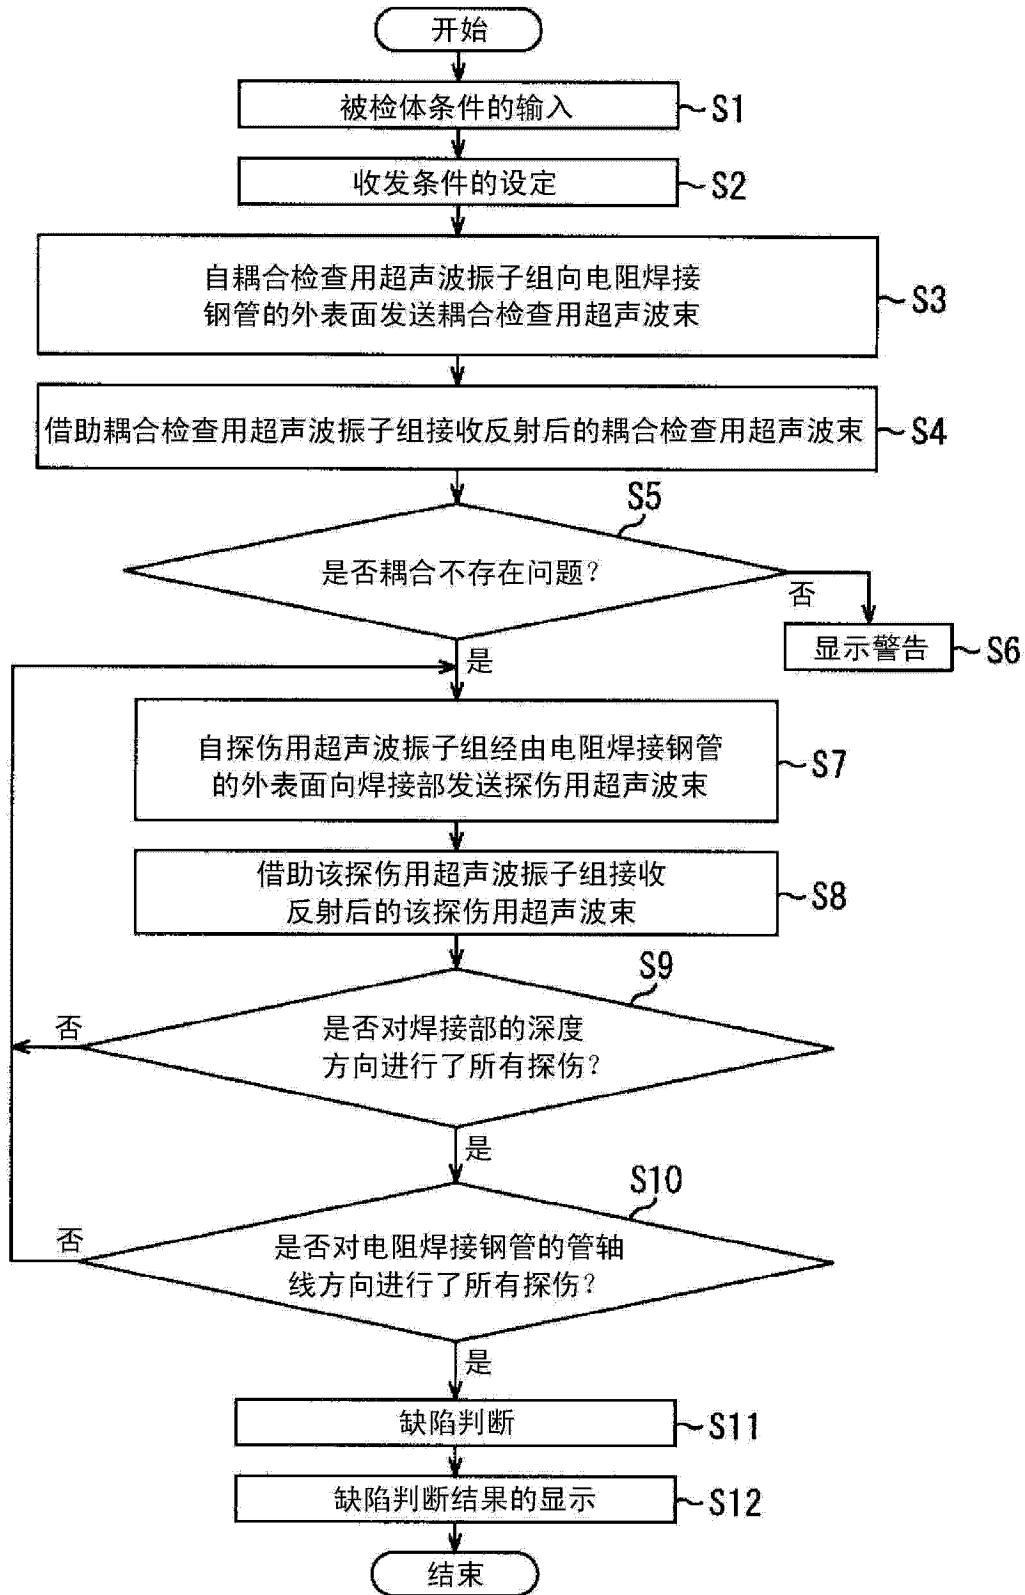 开始
被检体条件的输入
S1
收发条件的设定
S2
自耦合检查用超声波振子组向电阻焊接
钢管的外表面发送耦合检查用超声波束
S3
借助耦合检查用超声波振子组接收反射后的耦合检查用超声波束
S4
S5
是否耦合不存在问题？
否
是
显示警告
S6
自探伤用超声波振子组经由电阻焊接钢管
的外表面向焊接部发送探伤用超声波束
S7
借助该探伤用超声波振子组接收
反射后的该探伤用超声波束
S8
S9
是否对焊接部的深度
方向进行了所有探伤？
否
是
S10
是否对电阻焊接钢管的管轴
线方向进行了所有探伤？
否
是
缺陷判断
S11
缺陷判断结果的显示
S12
结束